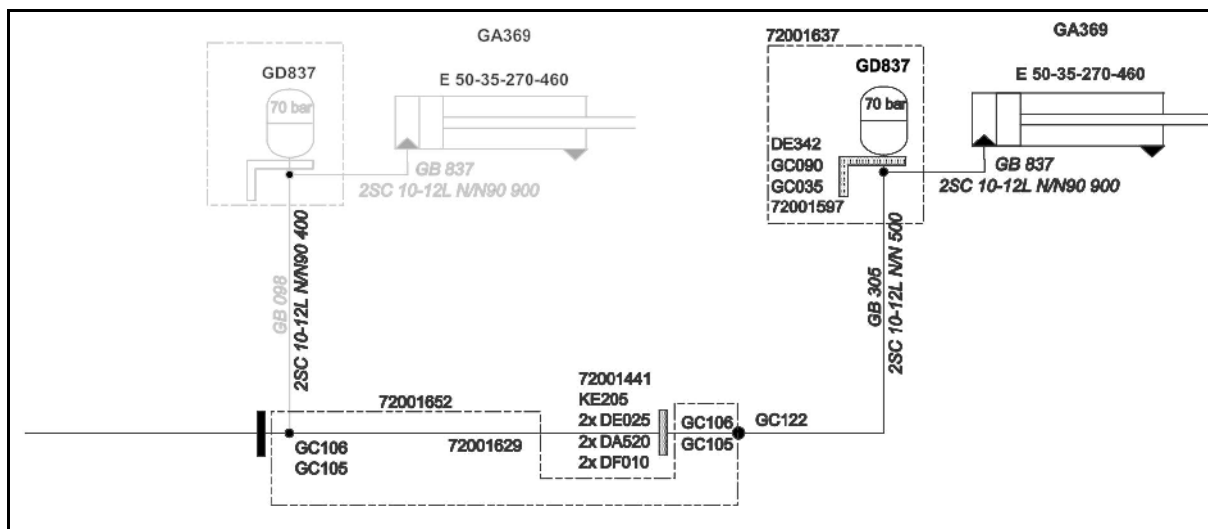 GA369
GD837
E 50-35-270-460
70 bar
GB 837
2SC 10-12L N/N90 900
GB 098
2SC 10-12L N/N90 400
72001637
GA369
GD837
E 50-35-270-460
70 bar
DE342
GC090
GC035
72001597
GB 837
2SC 10-12L N/N90 900
GB 305
2SC 10-12L N/N 500
72001652
72001629
GC106
GC105
72001441
KE205
2x DE025
2x DA520
2x DF010
GC106
GC105
GC122